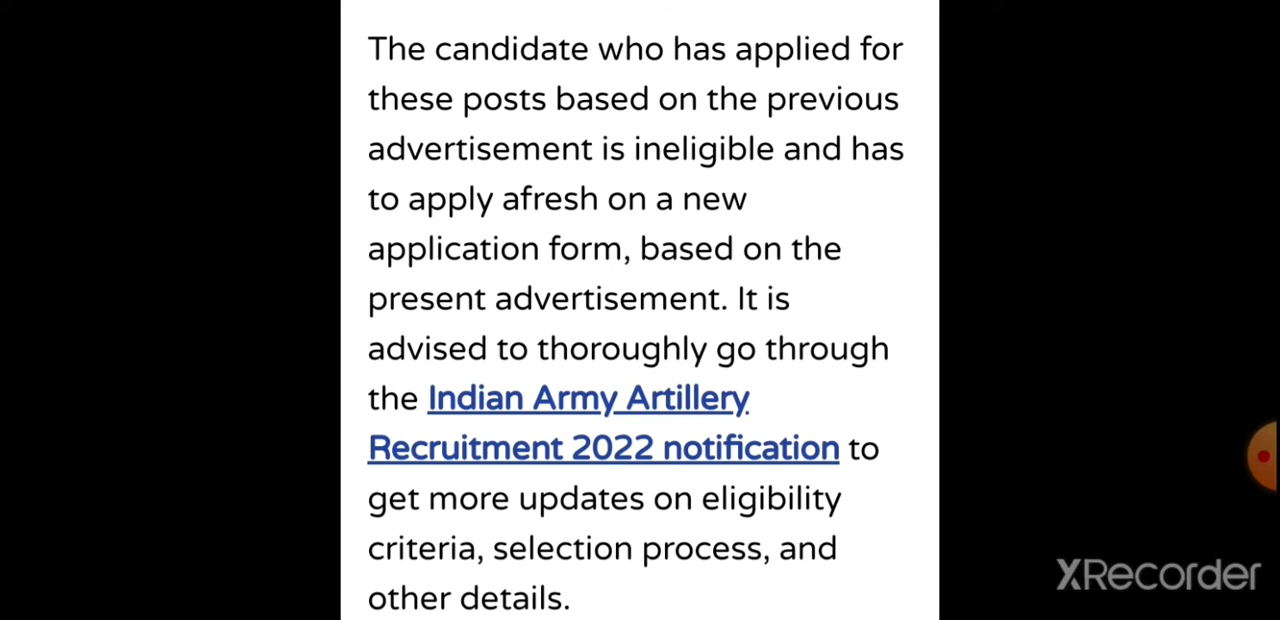 The candidate who has applied for
these posts based on the previous
advertisement is ineligible and has
to apply afresh on a new
application form, based on the
present advertisement. It is
advised to thoroughly go through
the Indian Army Artillery
Recruitment 2022 notification to
get more updates on eligibility
criteria, selection process, and
other details.
XRecorder